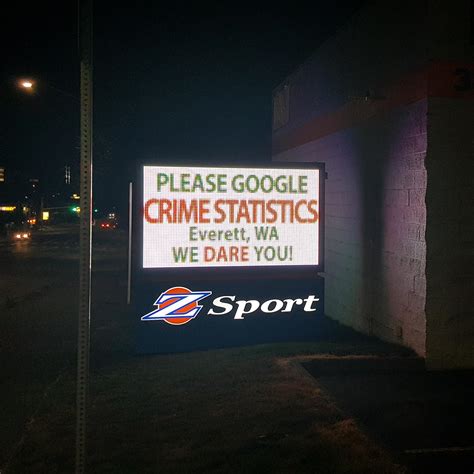 PLEASE GOOGLE
CRIME STATISTICS
Everett, WA
WE DARE YOU!
Z Sport